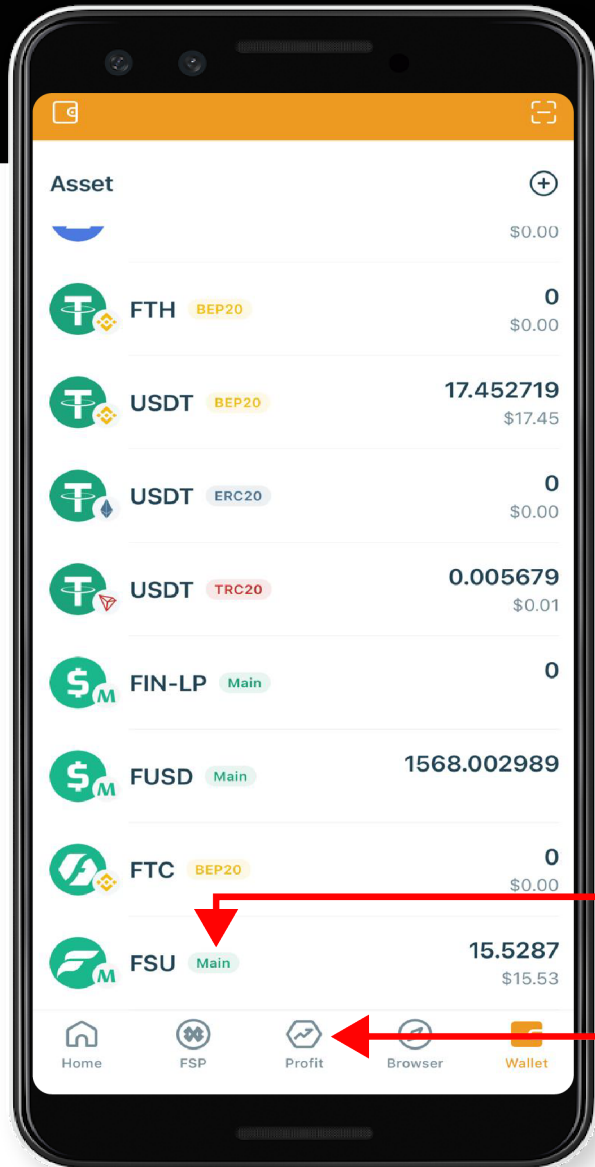 Asset
$0.00
FTH BEP20 0
$0.00
USDT BEP20 17.452719
$17.45
USDT ERC20 0
$0.00
USDT TRC20 0.005679
$0.01
FIN-LP Main 0
FUSD Main 1568.002989
FTC BEP20 0
$0.00
FSU Main 15.5287
$15.53
Home FSP Profit Browser Wallet